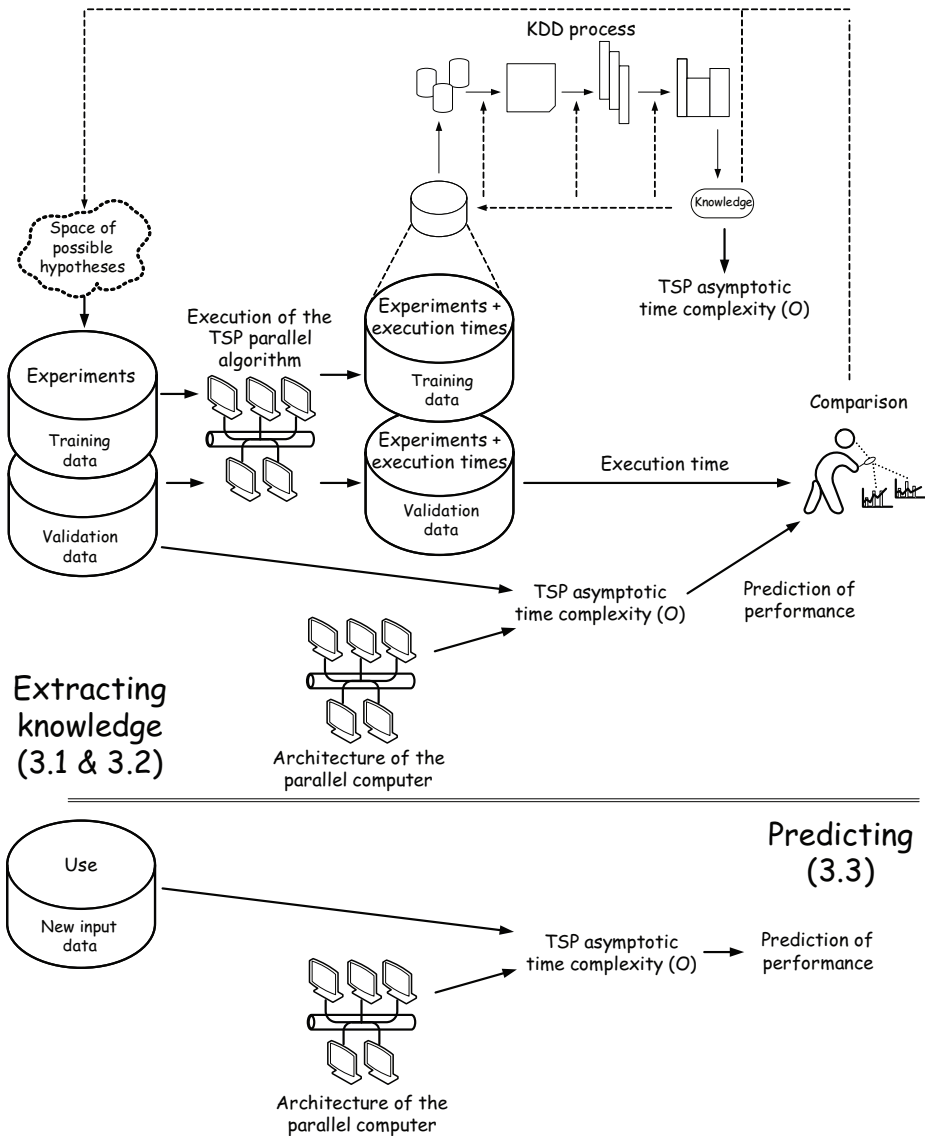 KDD process
Knowledge
Space of
possible
hypotheses
TSP asymptotic
time complexity (O)
Execution of the
TSP parallel
algorithm
Experiments +
execution times
Training
data
Experiments
Training
data
Comparison
Experiments +
execution times
Validation
data
Execution time
Validation
data
TSP asymptotic
time complexity (O)
Prediction of
performance
Extracting
knowledge
(3.1 & 3.2)
Architecture of the
parallel computer
Predicting
(3.3)
Use
New input
data
TSP asymptotic
time complexity (O)
Prediction of
performance
Architecture of the
parallel computer